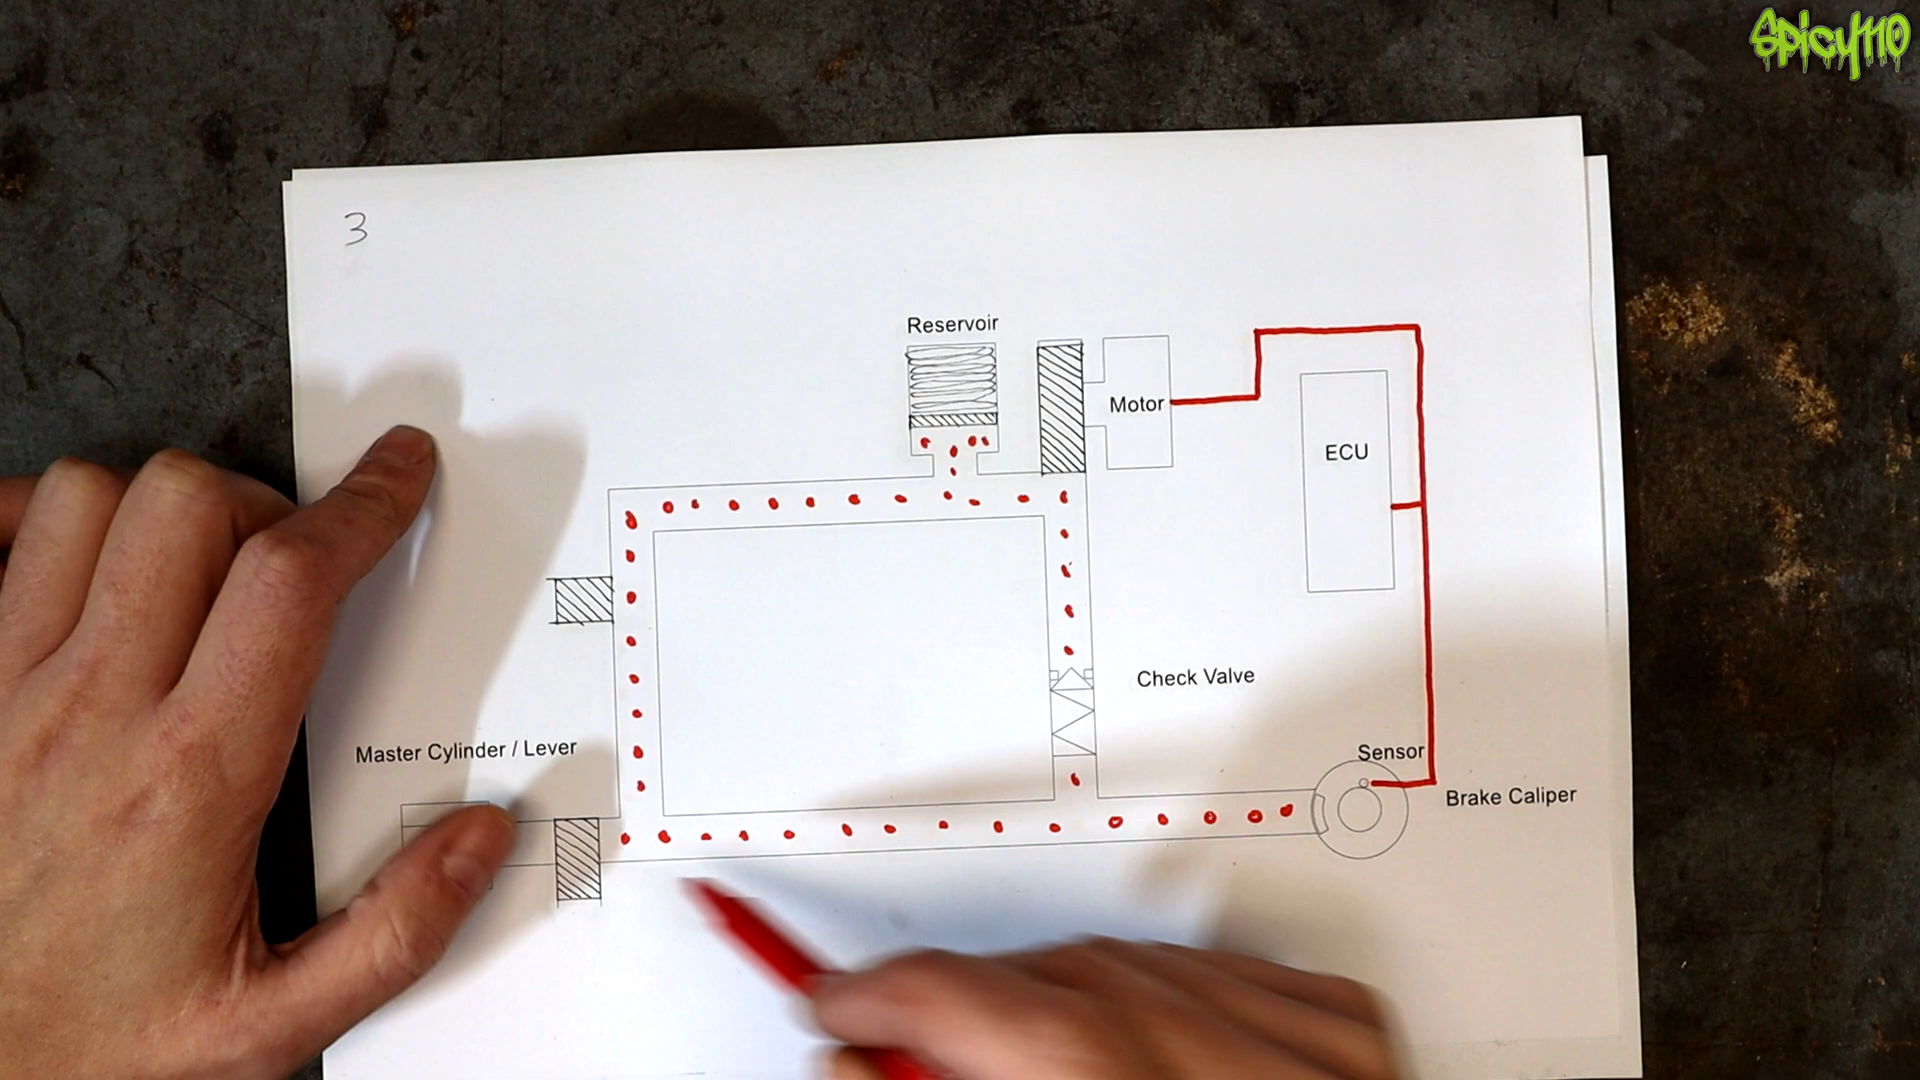 Spicy110
3
Reservoir
Motor
ECU
Check Valve
Master Cylinder / Lever
Sensor
Brake Caliper